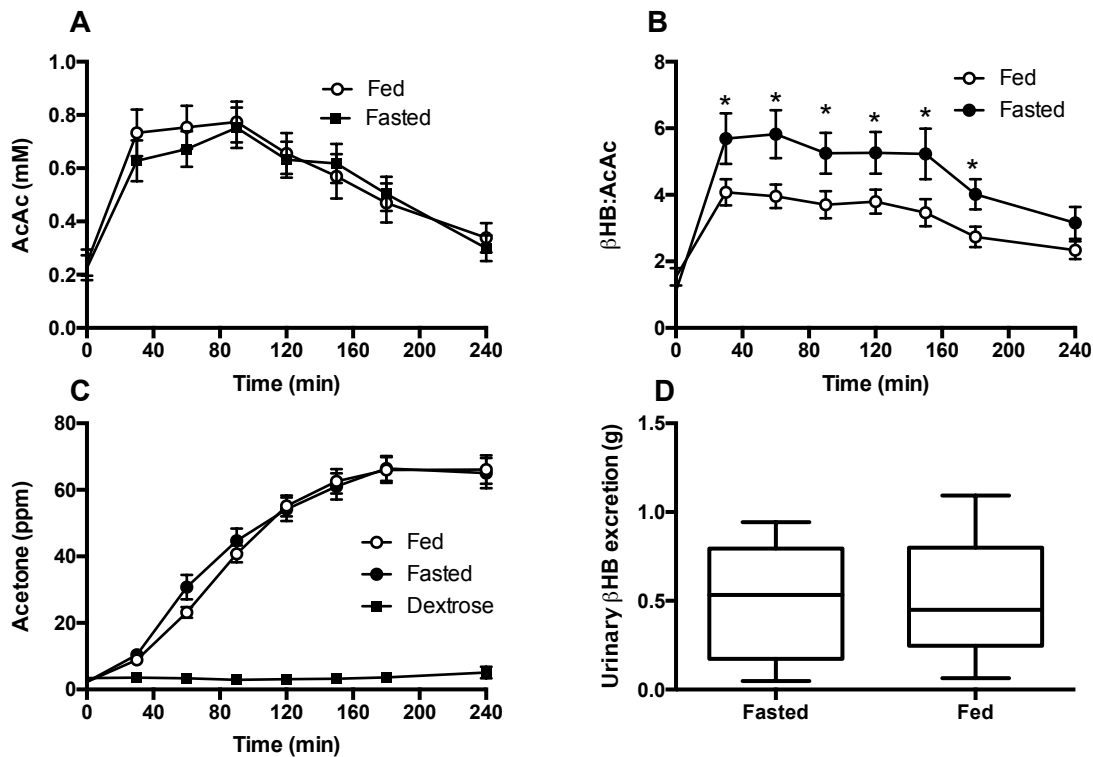 A
1.0
0.8
0.6
0.4
0.2
0.0
AcAc (mM)
0 40 80 120 160 200 240
Time (min)
Fed
Fasted
B
8
6
4
2
0
βHB:AcAc
0 40 80 120 160 200 240
Time (min)
Fed
Fasted
* * * * * *
C
80
60
40
20
0
Acetone (ppm)
0 40 80 120 160 200 240
Time (min)
Fed
Fasted
Dextrose
D
1.5
1.0
0.5
0.0
Urinary βHB excretion (g)
Fasted Fed